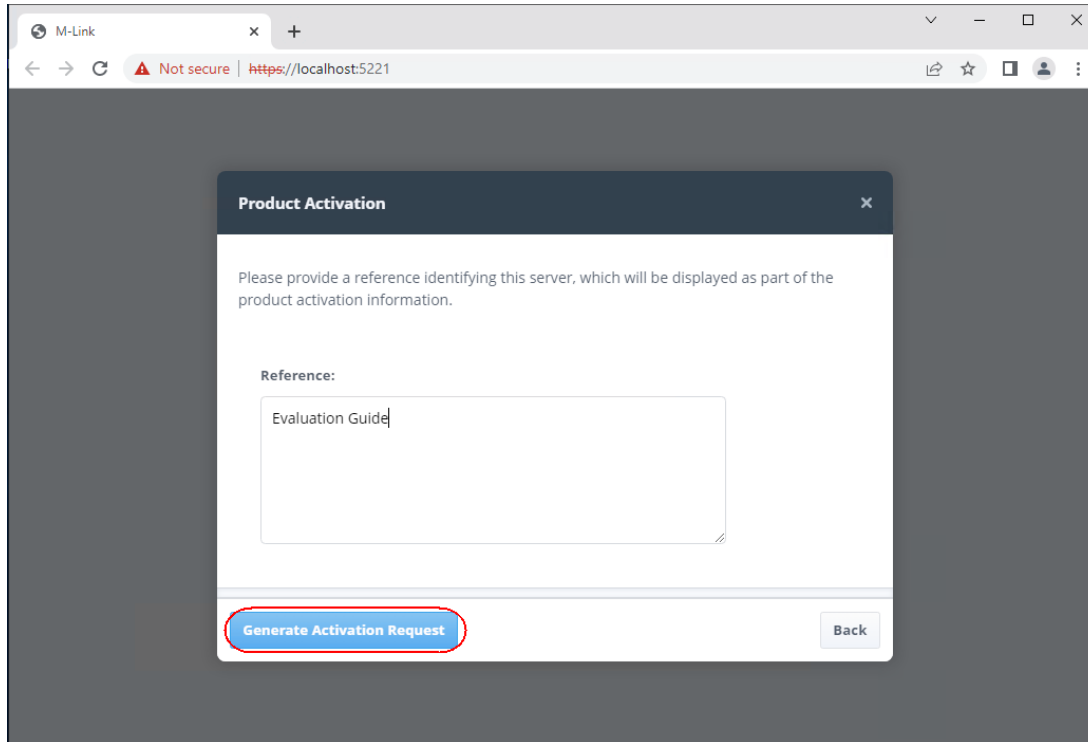 M-Link
Not secure | https://localhost:5221
Product Activation
Please provide a reference identifying this server, which will be displayed as part of the
product activation information.
Reference:
Evaluation Guide
Generate Activation Request
Back